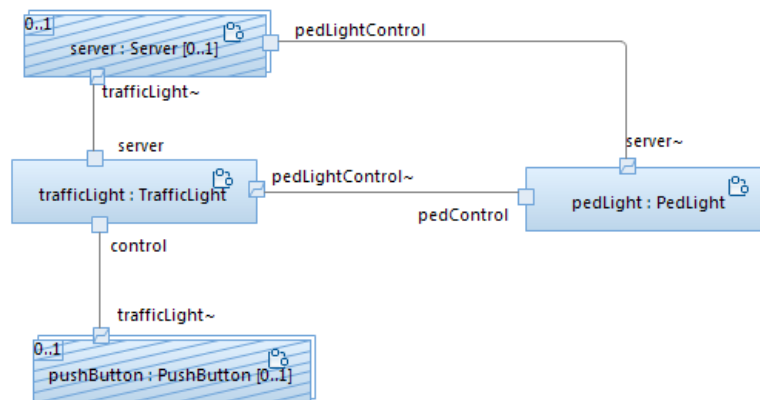 0..1
server : Server [0..1]
pedLightControl
trafficLight~
server
server~
trafficLight : TrafficLight
pedLightControl~
pedControl
pedLight : PedLight
control
trafficLight~
0..1
pushButton : PushButton [0..1]